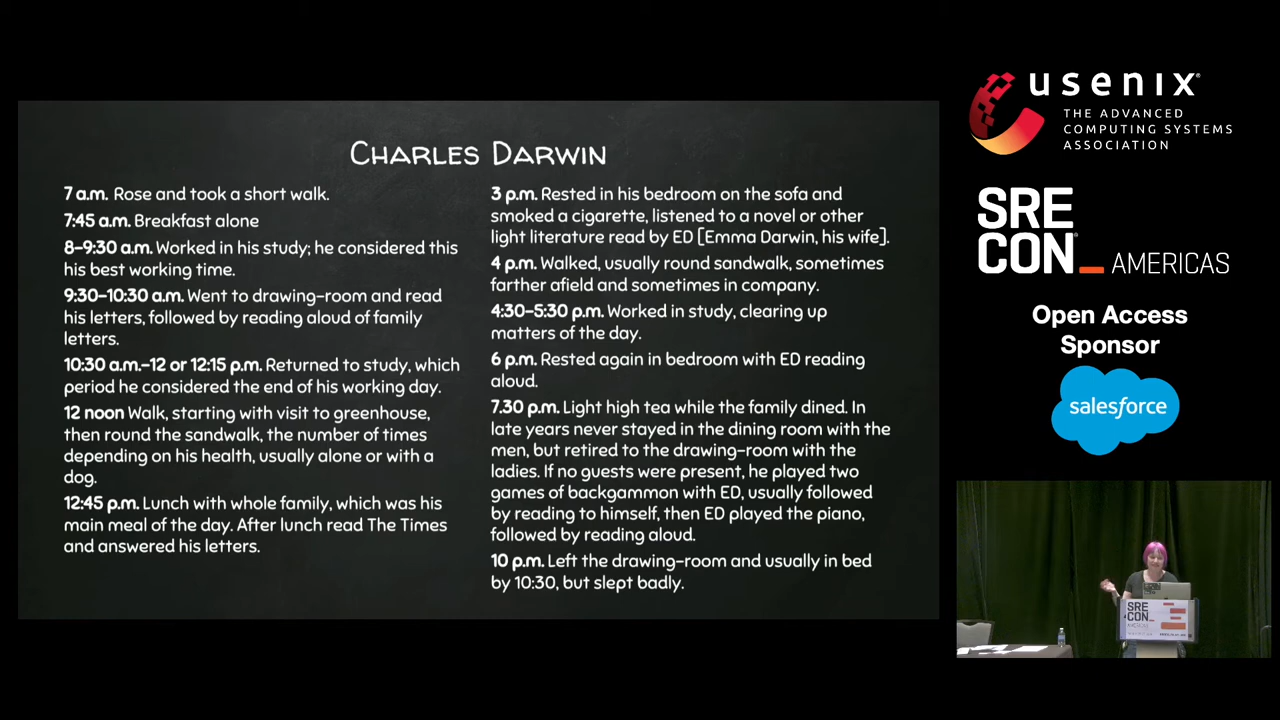 Charles Darwin
7 a.m. Rose and took a short walk.
7:45 a.m. Breakfast alone
8–9:30 a.m. Worked in his study; he considered this
his best working time.
9:30–10:30 a.m. Went to drawing-room and read
his letters, followed by reading aloud of family
letters.
10:30 a.m.–12 or 12:15 p.m. Returned to study, which
period he considered the end of his working day.
12 noon Walk, starting with visit to greenhouse,
then round the sandwalk, the number of times
depending on his health, usually alone or with a
dog.
12:45 p.m. Lunch with whole family, which was his
main meal of the day. After lunch read The Times
and answered his letters.
3 p.m. Rested in his bedroom on the sofa and
smoked a cigarette, listened to a novel or other
light literature read by ED [Emma Darwin, his wife].
4 p.m. Walked, usually round sandwalk, sometimes
farther afield and sometimes in company.
4:30–5:30 p.m. Worked in study, clearing up
matters of the day.
6 p.m. Rested again in bedroom with ED reading
aloud.
7.30 p.m. Light high tea while the family dined. In
late years never stayed in the dining room with the
men, but retired to the drawing-room with the
ladies. If no guests were present, he played two
games of backgammon with ED, usually followed
by reading to himself, then ED played the piano,
followed by reading aloud.
10 p.m. Left the drawing-room and usually in bed
by 10:30, but slept badly.
usenix®
THE ADVANCED
COMPUTING SYSTEMS
ASSOCIATION
SRE
CON_ AMERICAS
Open Access
Sponsor
salesforce
SRE
CON_